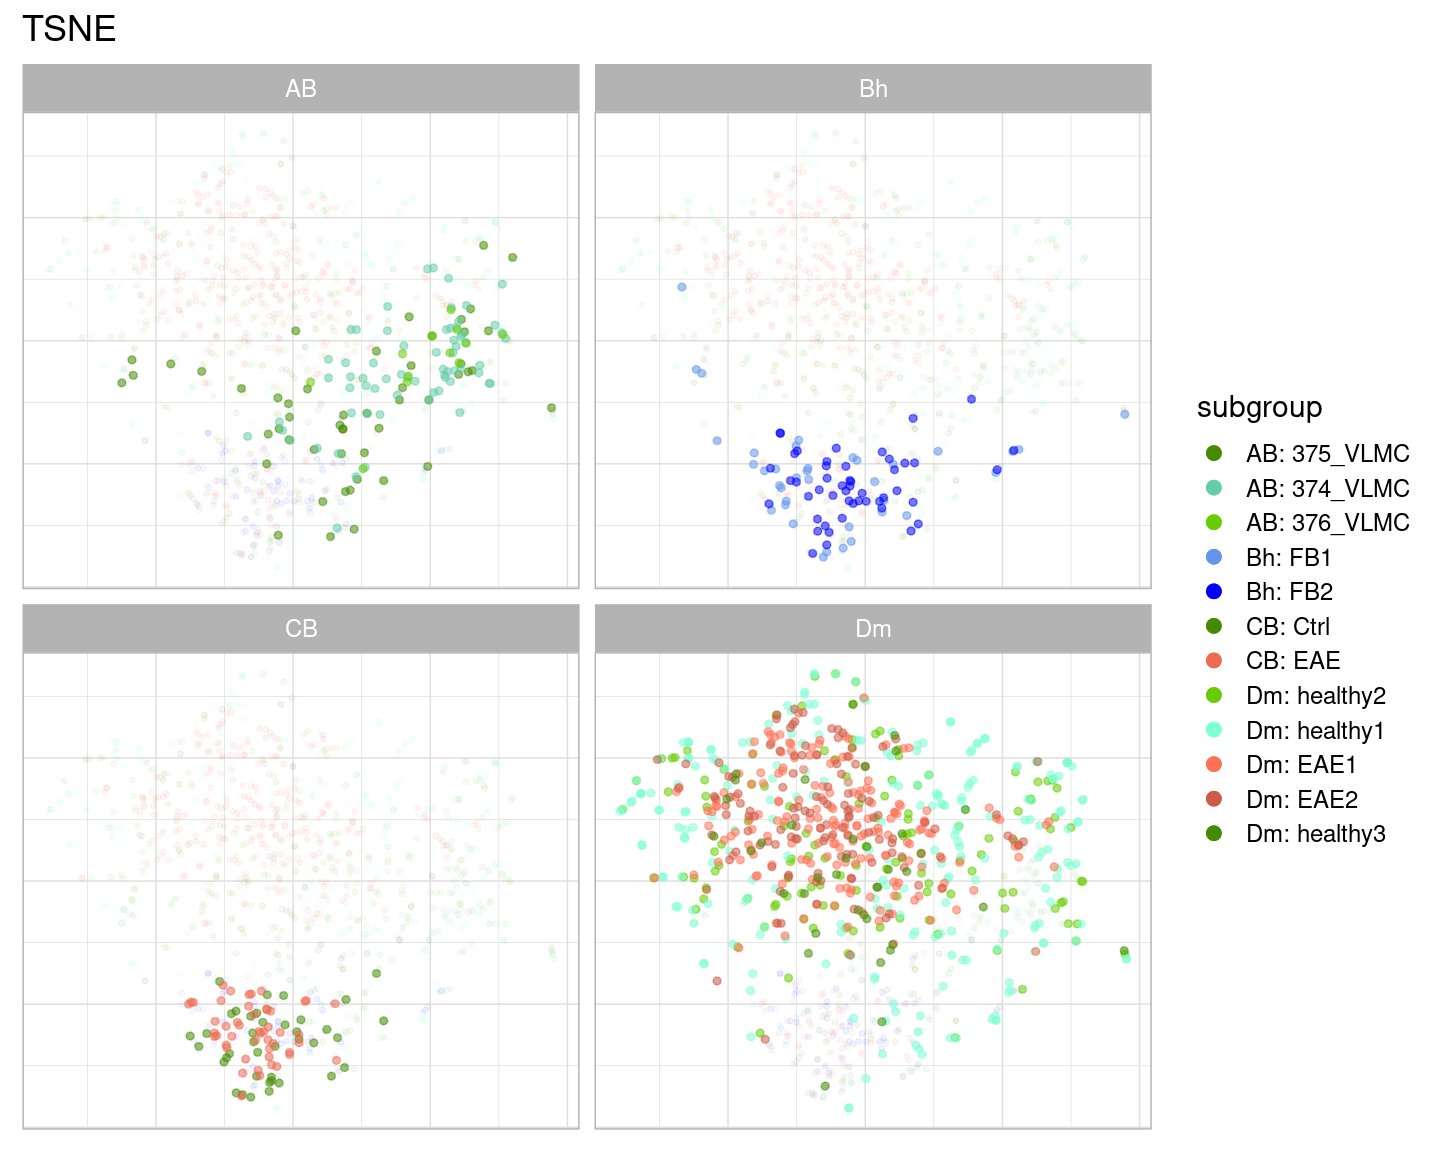 TSNE
AB
Bh
CB
Dm
subgroup
AB: 375_VLMC
AB: 374_VLMC
AB: 376_VLMC
Bh: FB1
Bh: FB2
CB: Ctrl
CB: EAE
Dm: healthy2
Dm: healthy1
Dm: EAE1
Dm: EAE2
Dm: healthy3